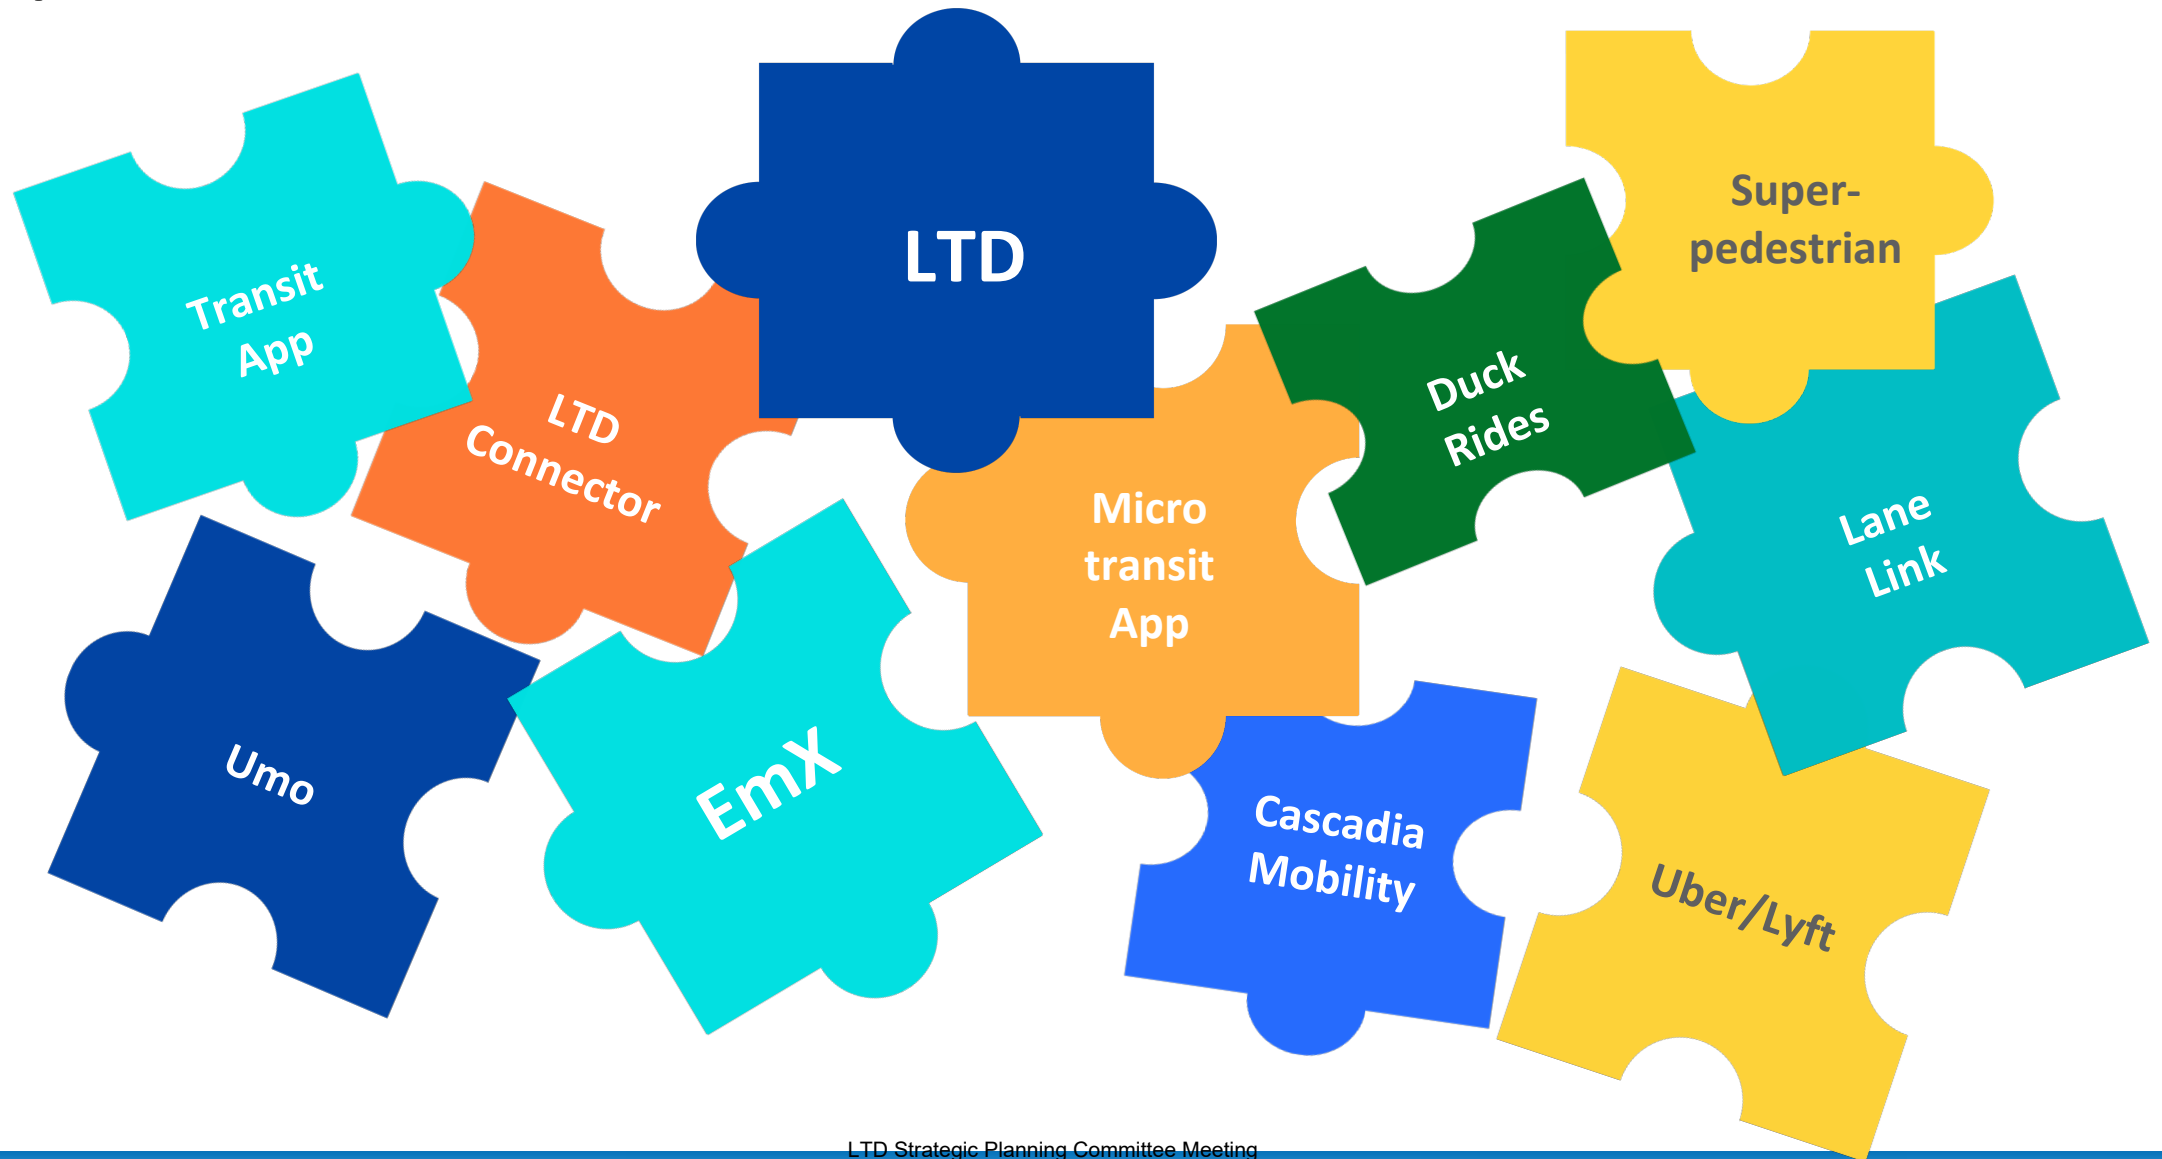 LTD
Super-
pedestrian
Transit
App
Duck
Rides
LTD
Connector
Micro
transit
App
Lane
Link
Umo
EmX
Cascadia
Mobility
Uber/Lyft
LTD Strategic Planning Committee Meeting